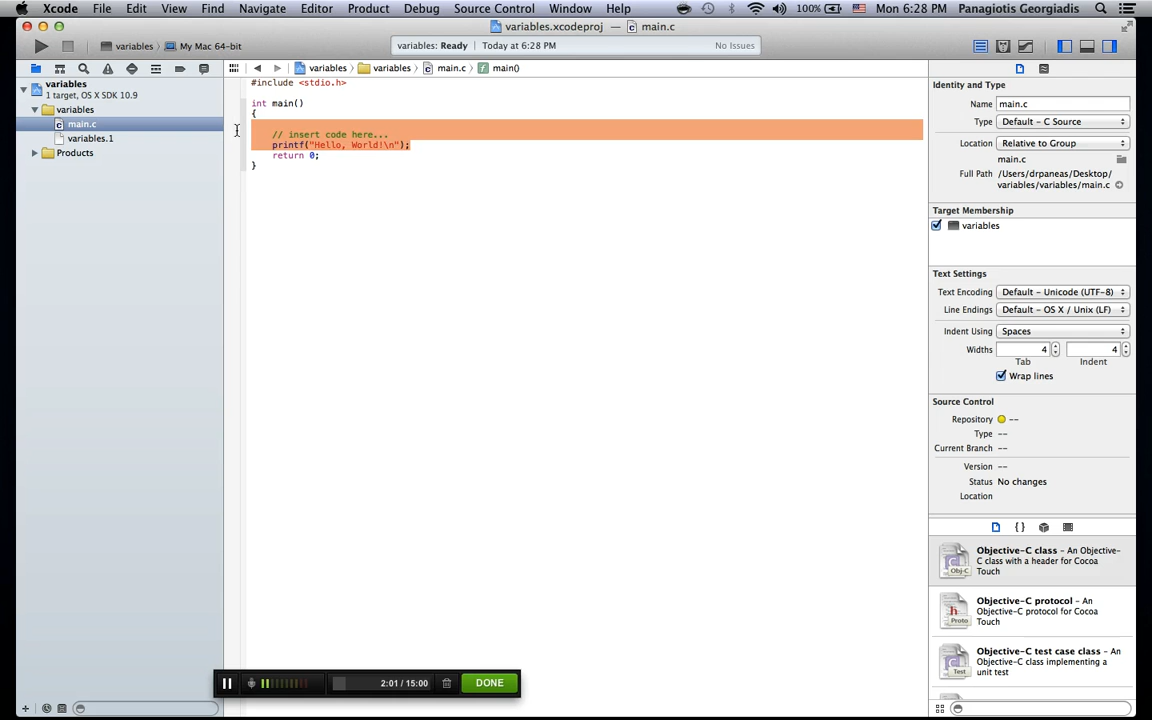 Xcode File Edit View Find Navigate Editor Product Debug Source Control Window Help 100% Mon 6:28 PM Panagiotis Georgiadis
variables.xcodeproj — main.c
variables My Mac 64-bit
variables: Ready Today at 6:28 PM No Issues
variables variables main.c main()
variables
1 target, OS X SDK 10.9
variables
main.c
variables.1
Products
#include <stdio.h>
int main()
{
// insert code here...
printf("Hello, World!\n");
return 0;
}
Identity and Type
Name main.c
Type Default - C Source
Location Relative to Group
main.c
Full Path /Users/drpaneas/Desktop/
variables/variables/main.c
Target Membership
variables
Text Settings
Text Encoding Default - Unicode (UTF-8)
Line Endings Default - OS X / Unix (LF)
Indent Using Spaces
Widths 4 4
Tab Indent
Wrap lines
Source Control
Repository --
Type --
Current Branch --
Version --
Status No changes
Location
{ }
Objective-C class - An Objective-
C class with a header for Cocoa
Touch
Obj-C
Objective-C protocol - An
Objective-C protocol for Cocoa
Touch
Proto
Objective-C test case class - An
Objective-C class implementing a
unit test
Test
2:01 / 15:00 DONE